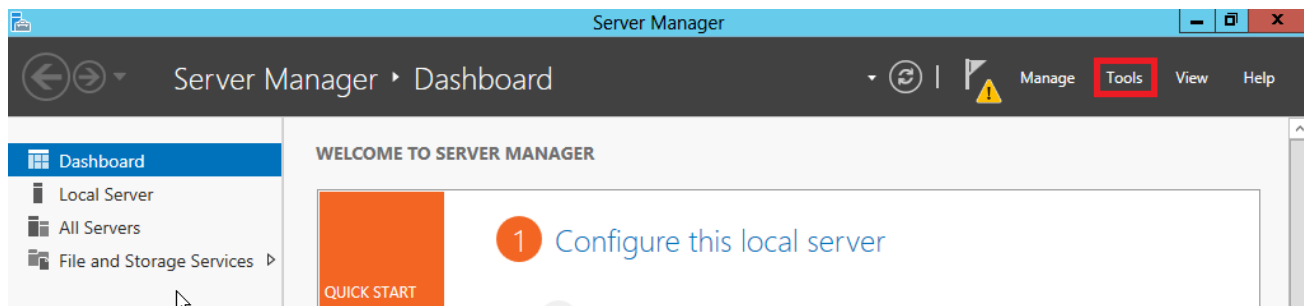 Server Manager
Server Manager ‣ Dashboard
Manage Tools View Help
Dashboard
Local Server
All Servers
File and Storage Services
WELCOME TO SERVER MANAGER
QUICK START
1 Configure this local server